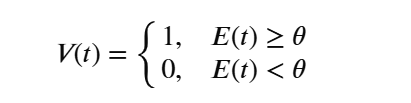 V(t) = { 1, E(t) ≥ θ
0, E(t) < θ